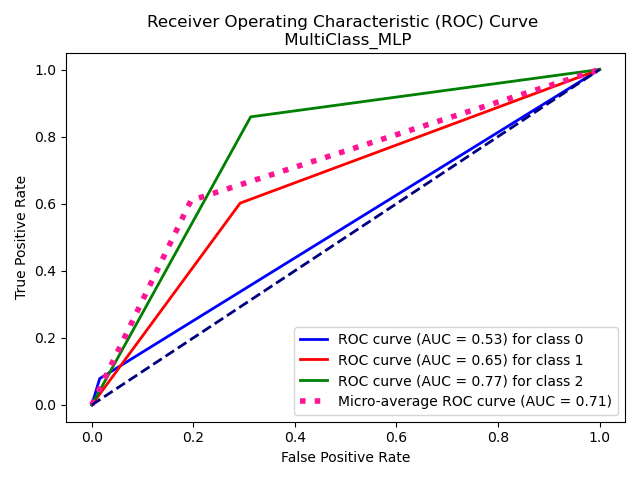 Receiver Operating Characteristic (ROC) Curve
MultiClass_MLP
True Positive Rate
1.0
0.8
0.6
0.4
0.2
0.0
ROC curve (AUC = 0.53) for class 0
ROC curve (AUC = 0.65) for class 1
ROC curve (AUC = 0.77) for class 2
Micro-average ROC curve (AUC = 0.71)
0.0 0.2 0.4 0.6 0.8 1.0
False Positive Rate